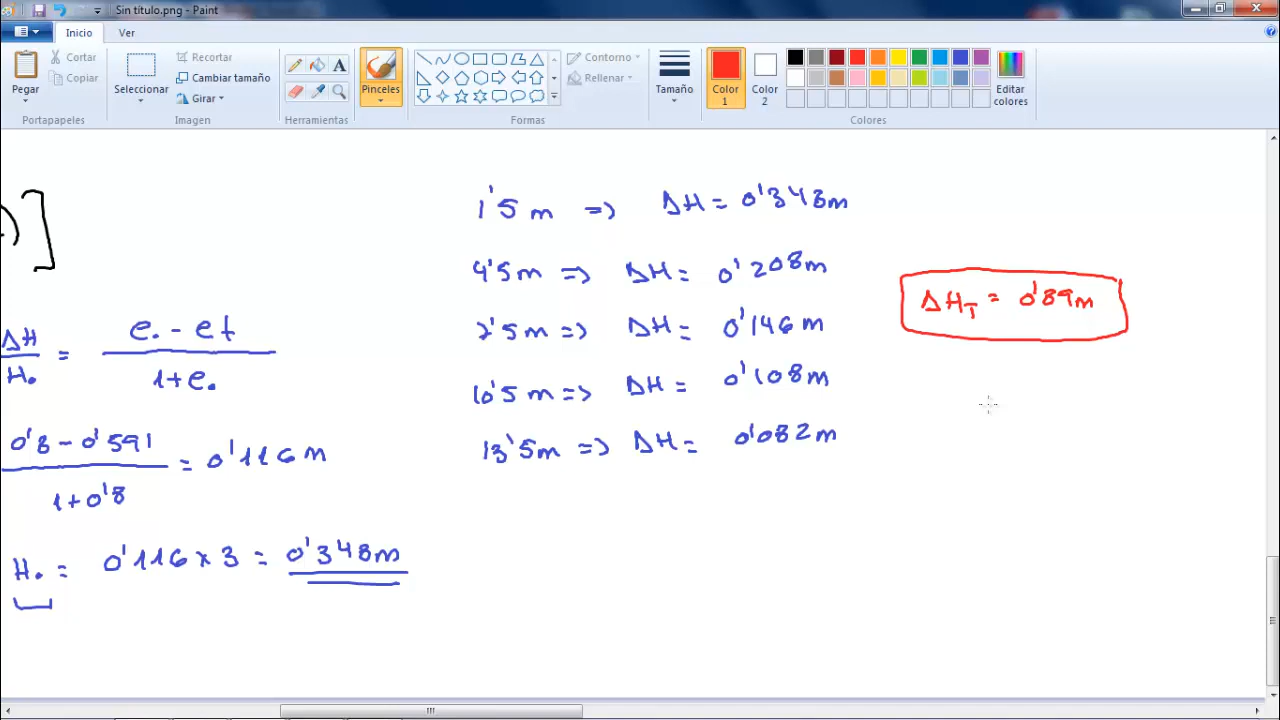 Sin título.png - Paint
Inicio Ver
Pegar
Cortar
Copiar
Portapapeles
Seleccionar
Recortar
Cambiar tamaño
Girar
Imagen
Herramientas
Pinceles
Formas
Contorno
Rellenar
Tamaño
Color 1
Color 2
Editar colores
Colores
)]
ΔH/H₀ = (e₀ - ef)/(1+e₀)
(0'8 - 0'591)/(1+0'8) = 0'116 m
H₀ = 0'116 x 3 = 0'348m
1'5 m => ΔH = 0'348m
4'5m => ΔH = 0'208m
7'5m => ΔH = 0'146m
10'5m => ΔH = 0'108m
13'5m => ΔH = 0'082m
ΔH_T = 0'89m